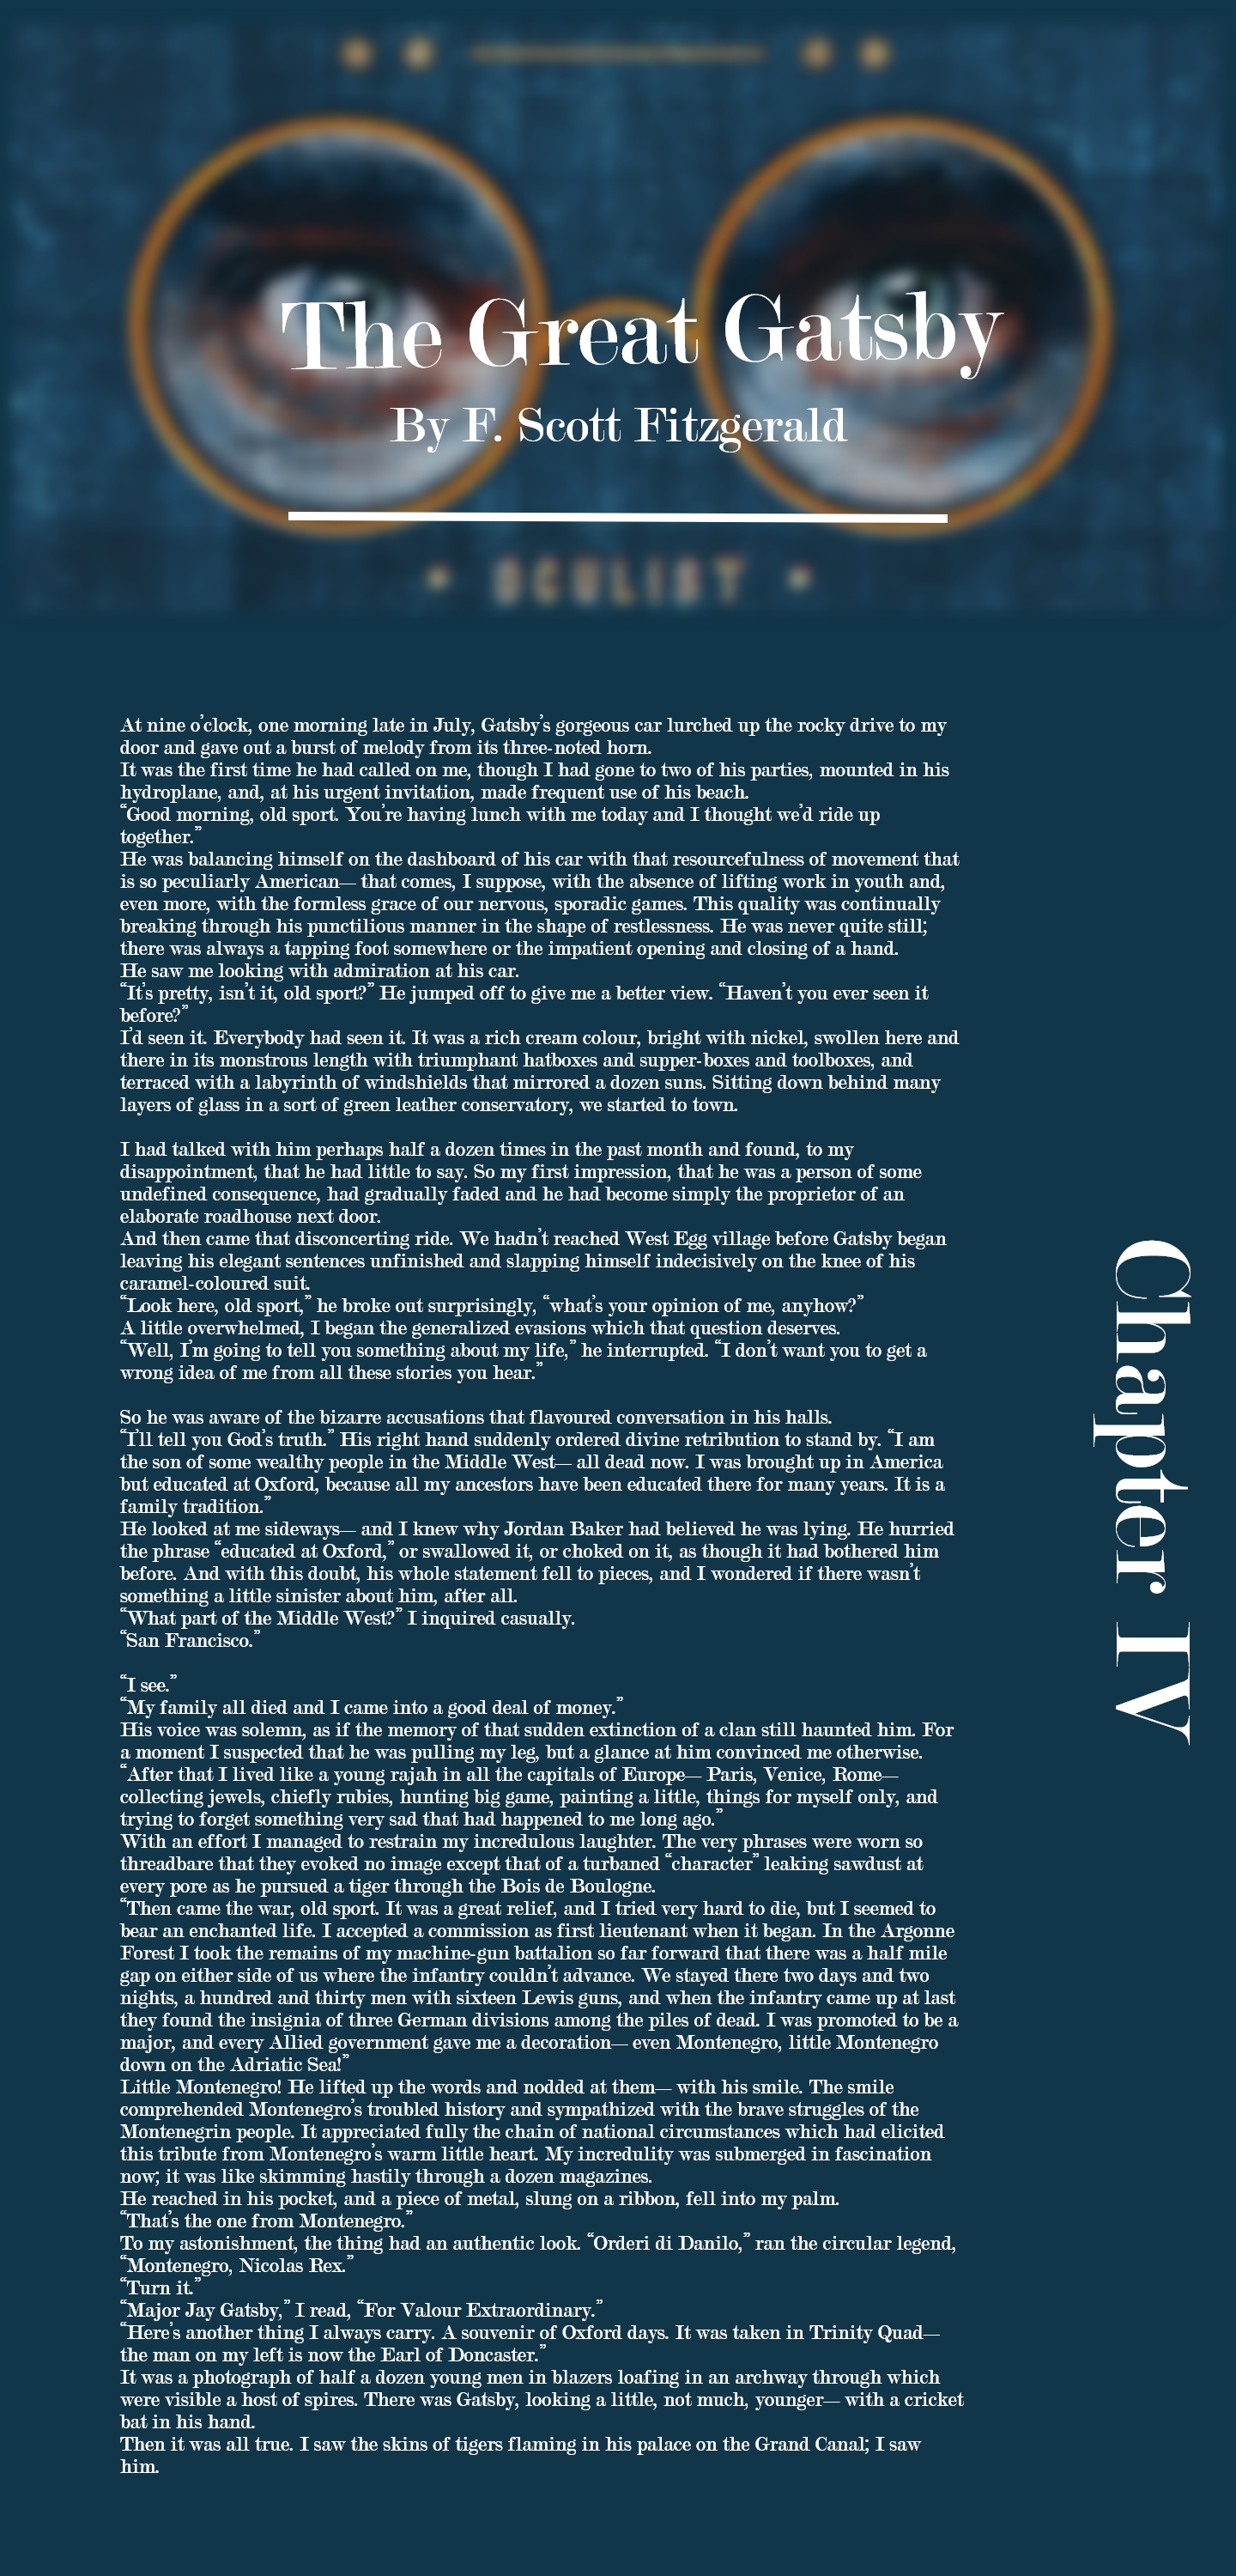 The Great Gatsby
By F. Scott Fitzgerald
OCULIST
At nine o’clock, one morning late in July, Gatsby’s gorgeous car lurched up the rocky drive to my
door and gave out a burst of melody from its three-noted horn.
It was the first time he had called on me, though I had gone to two of his parties, mounted in his
hydroplane, and, at his urgent invitation, made frequent use of his beach.
“Good morning, old sport. You’re having lunch with me today and I thought we’d ride up
together.”
He was balancing himself on the dashboard of his car with that resourcefulness of movement that
is so peculiarly American— that comes, I suppose, with the absence of lifting work in youth and,
even more, with the formless grace of our nervous, sporadic games. This quality was continually
breaking through his punctilious manner in the shape of restlessness. He was never quite still;
there was always a tapping foot somewhere or the impatient opening and closing of a hand.
He saw me looking with admiration at his car.
“It’s pretty, isn’t it, old sport?” He jumped off to give me a better view. “Haven’t you ever seen it
before?”
I’d seen it. Everybody had seen it. It was a rich cream colour, bright with nickel, swollen here and
there in its monstrous length with triumphant hatboxes and supper-boxes and toolboxes, and
terraced with a labyrinth of windshields that mirrored a dozen suns. Sitting down behind many
layers of glass in a sort of green leather conservatory, we started to town.
I had talked with him perhaps half a dozen times in the past month and found, to my
disappointment, that he had little to say. So my first impression, that he was a person of some
undefined consequence, had gradually faded and he had become simply the proprietor of an
elaborate roadhouse next door.
And then came that disconcerting ride. We hadn’t reached West Egg village before Gatsby began
leaving his elegant sentences unfinished and slapping himself indecisively on the knee of his
caramel-coloured suit.
“Look here, old sport,” he broke out surprisingly, “what’s your opinion of me, anyhow?”
A little overwhelmed, I began the generalized evasions which that question deserves.
“Well, I’m going to tell you something about my life,” he interrupted. “I don’t want you to get a
wrong idea of me from all these stories you hear.”
So he was aware of the bizarre accusations that flavoured conversation in his halls.
“I’ll tell you God’s truth.” His right hand suddenly ordered divine retribution to stand by. “I am
the son of some wealthy people in the Middle West— all dead now. I was brought up in America
but educated at Oxford, because all my ancestors have been educated there for many years. It is a
family tradition.”
He looked at me sideways— and I knew why Jordan Baker had believed he was lying. He hurried
the phrase “educated at Oxford,” or swallowed it, or choked on it, as though it had bothered him
before. And with this doubt, his whole statement fell to pieces, and I wondered if there wasn’t
something a little sinister about him, after all.
“What part of the Middle West?” I inquired casually.
“San Francisco.”
“I see.”
“My family all died and I came into a good deal of money.”
His voice was solemn, as if the memory of that sudden extinction of a clan still haunted him. For
a moment I suspected that he was pulling my leg, but a glance at him convinced me otherwise.
“After that I lived like a young rajah in all the capitals of Europe— Paris, Venice, Rome—
collecting jewels, chiefly rubies, hunting big game, painting a little, things for myself only, and
trying to forget something very sad that had happened to me long ago.”
With an effort I managed to restrain my incredulous laughter. The very phrases were worn so
threadbare that they evoked no image except that of a turbaned “character” leaking sawdust at
every pore as he pursued a tiger through the Bois de Boulogne.
“Then came the war, old sport. It was a great relief, and I tried very hard to die, but I seemed to
bear an enchanted life. I accepted a commission as first lieutenant when it began. In the Argonne
Forest I took the remains of my machine-gun battalion so far forward that there was a half mile
gap on either side of us where the infantry couldn’t advance. We stayed there two days and two
nights, a hundred and thirty men with sixteen Lewis guns, and when the infantry came up at last
they found the insignia of three German divisions among the piles of dead. I was promoted to be a
major, and every Allied government gave me a decoration— even Montenegro, little Montenegro
down on the Adriatic Sea!”
Little Montenegro! He lifted up the words and nodded at them— with his smile. The smile
comprehended Montenegro’s troubled history and sympathized with the brave struggles of the
Montenegrin people. It appreciated fully the chain of national circumstances which had elicited
this tribute from Montenegro’s warm little heart. My incredulity was submerged in fascination
now; it was like skimming hastily through a dozen magazines.
He reached in his pocket, and a piece of metal, slung on a ribbon, fell into my palm.
“That’s the one from Montenegro.”
To my astonishment, the thing had an authentic look. “Orderi di Danilo,” ran the circular legend,
“Montenegro, Nicolas Rex.”
“Turn it.”
“Major Jay Gatsby,” I read, “For Valour Extraordinary.”
“Here’s another thing I always carry. A souvenir of Oxford days. It was taken in Trinity Quad—
the man on my left is now the Earl of Doncaster.”
It was a photograph of half a dozen young men in blazers loafing in an archway through which
were visible a host of spires. There was Gatsby, looking a little, not much, younger— with a cricket
bat in his hand.
Then it was all true. I saw the skins of tigers flaming in his palace on the Grand Canal; I saw
him.
Chapter IV